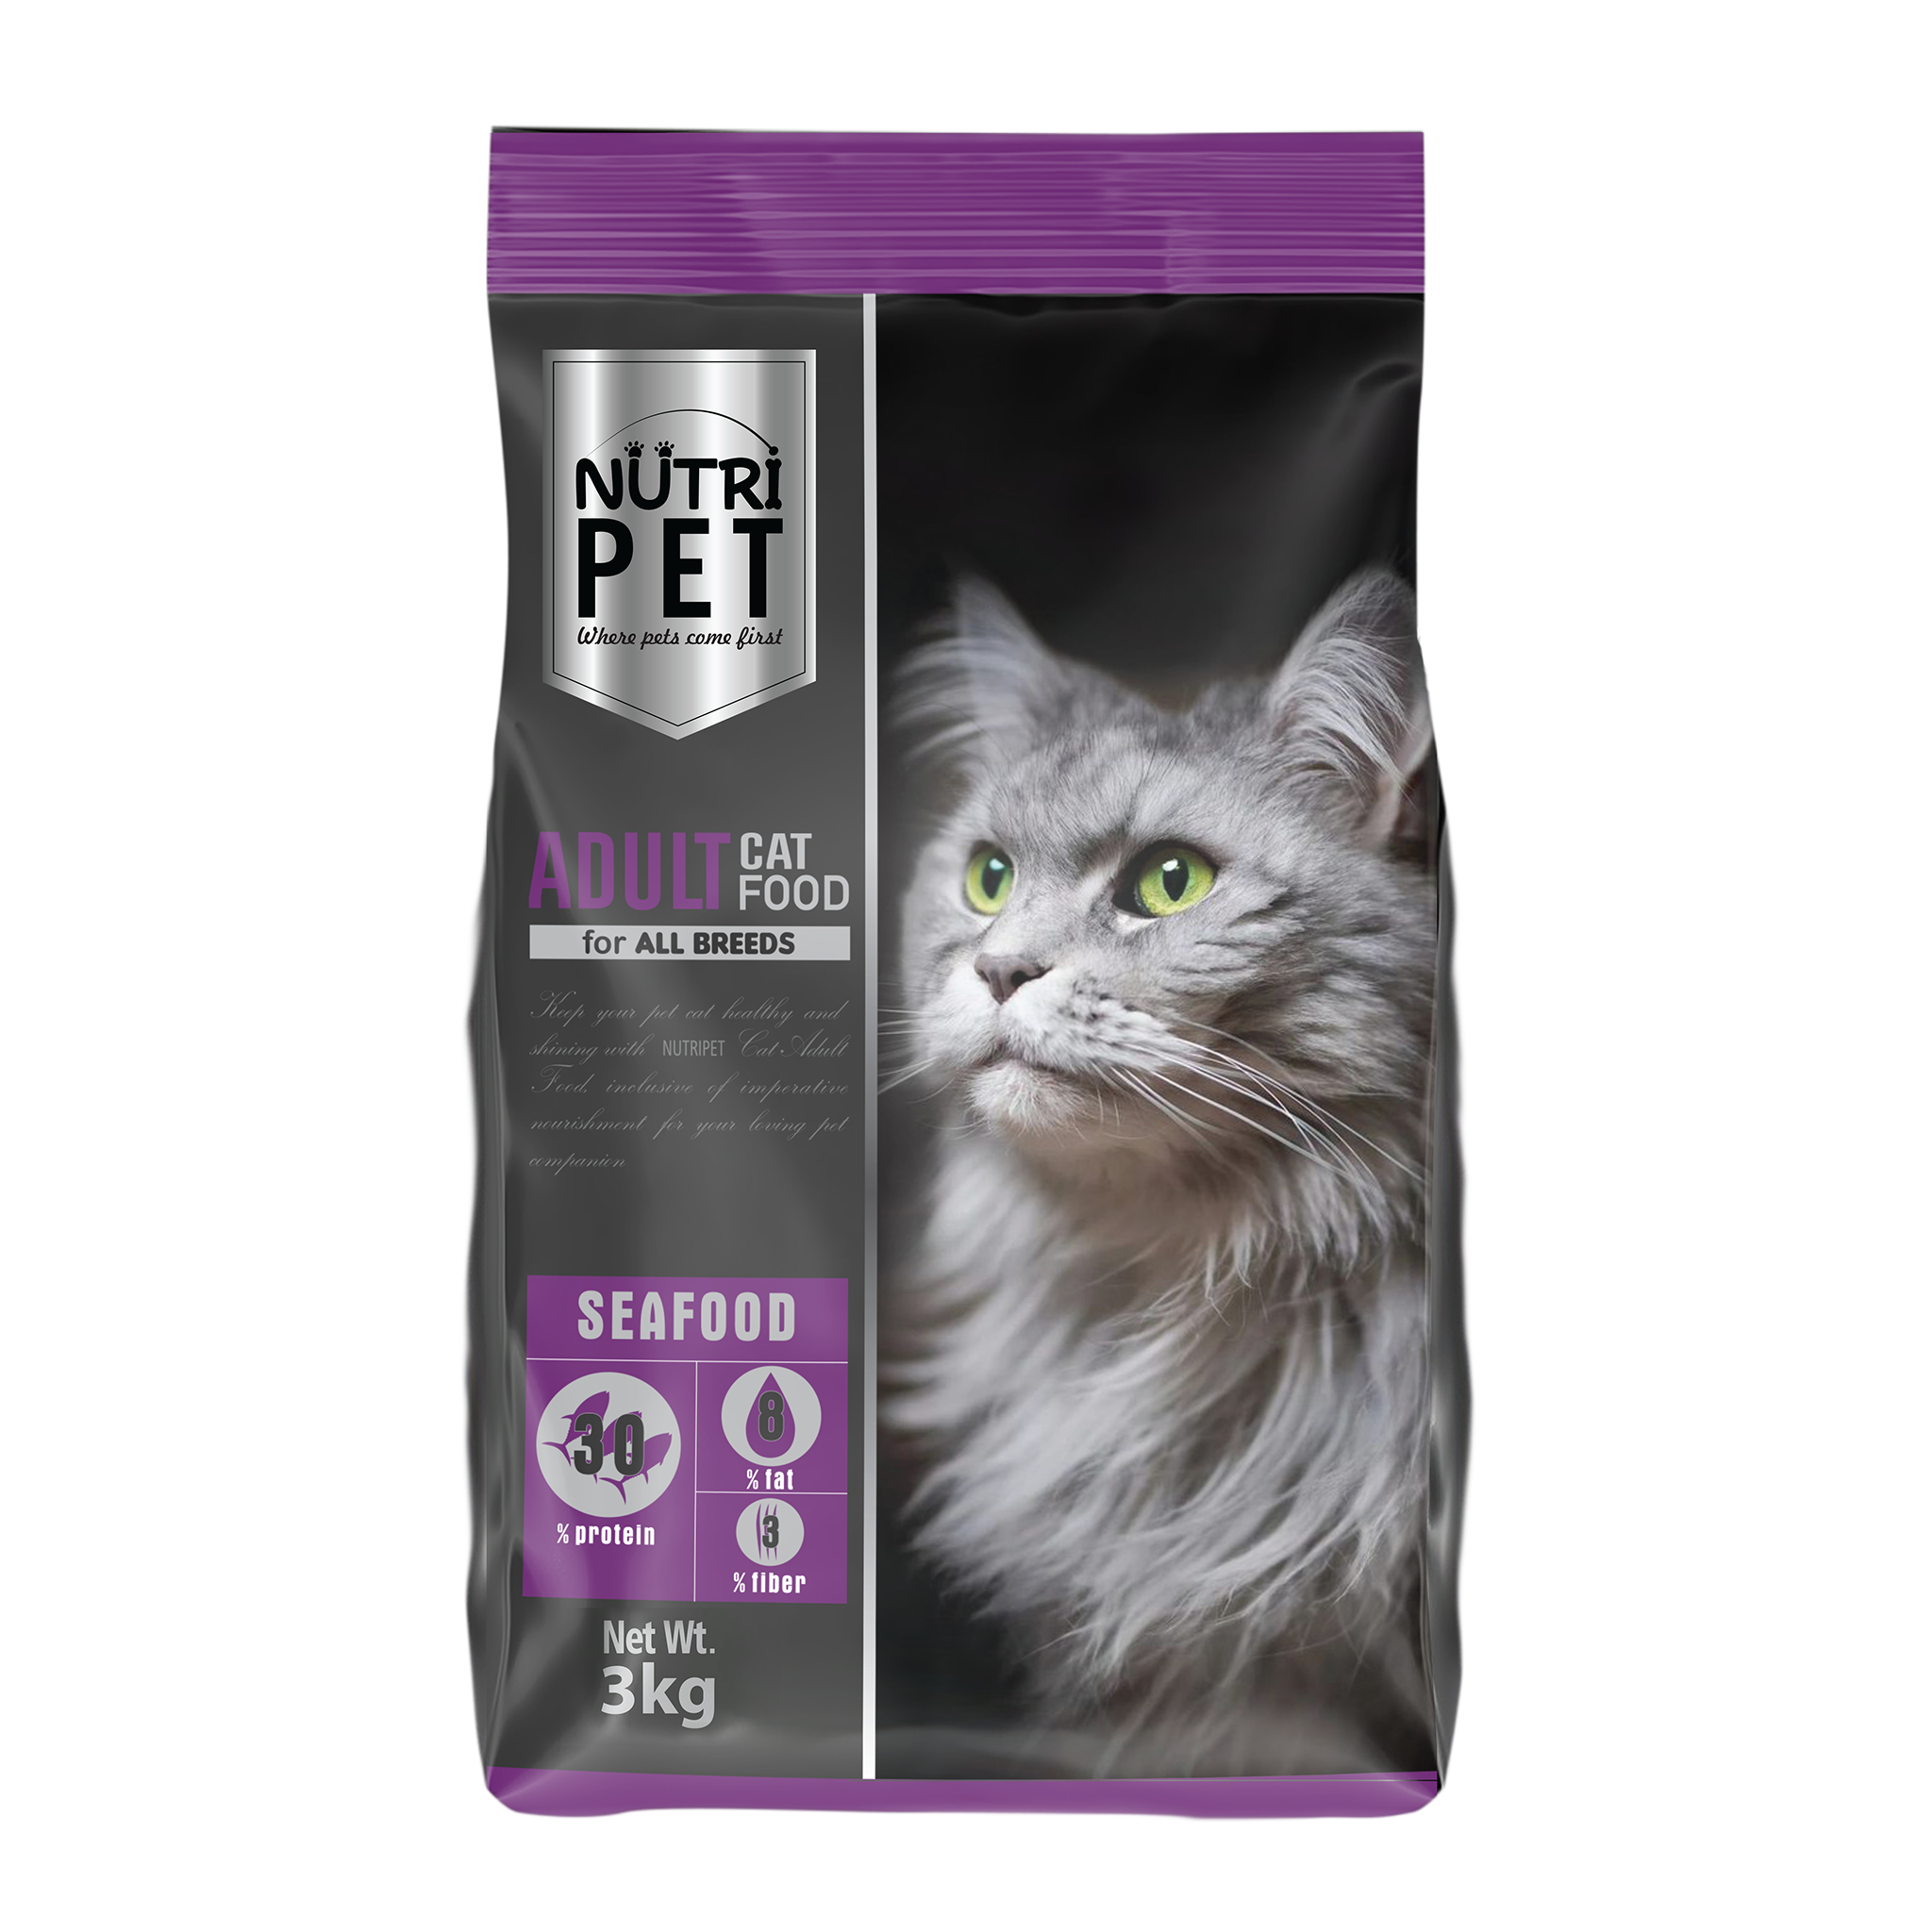 NÜTRi
PET
Where pets come first
ADULT CAT FOOD
for ALL BREEDS
Keep your pet cat healthy and
shining with NUTRIPET Cat Adult
Food, inclusive of imperative
nourishment for your loving pet
companion
SEAFOOD
30
% protein
8
% fat
3
% fiber
Net Wt.
3kg